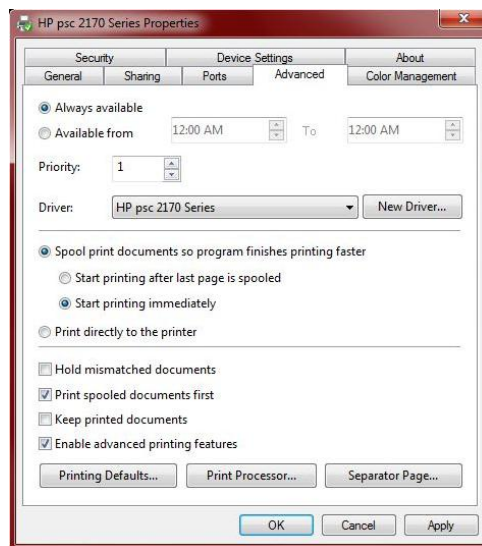 HP psc 2170 Series Properties
Security Device Settings About
General Sharing Ports Advanced Color Management
Always available
Available from 12:00 AM To 12:00 AM
Priority: 1
Driver: HP psc 2170 Series New Driver...
Spool print documents so program finishes printing faster
Start printing after last page is spooled
Start printing immediately
Print directly to the printer
Hold mismatched documents
Print spooled documents first
Keep printed documents
Enable advanced printing features
Printing Defaults... Print Processor... Separator Page...
OK Cancel Apply